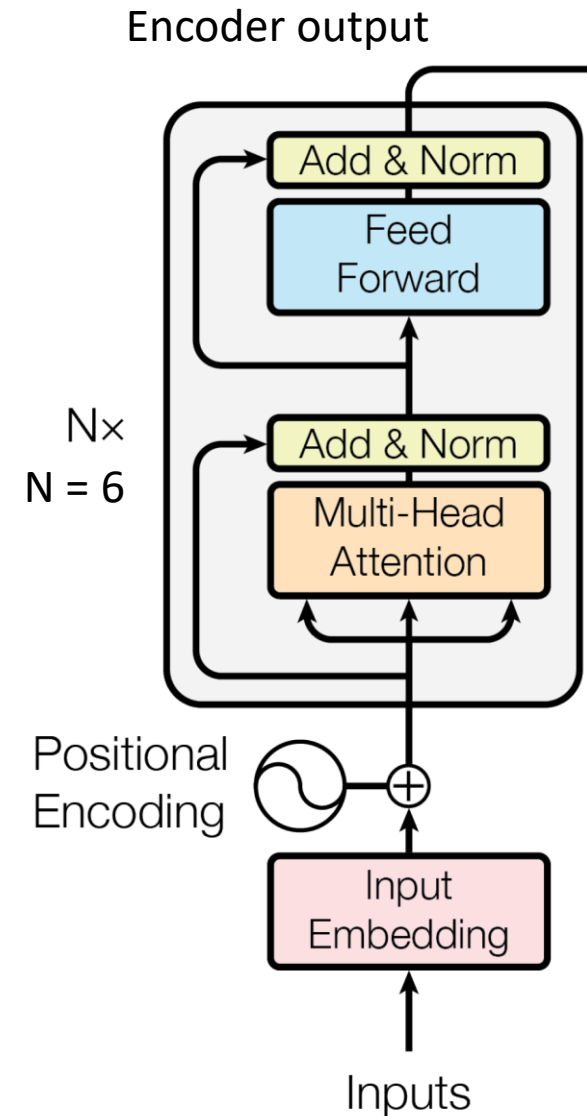 Encoder output
Add & Norm
Feed
Forward
Add & Norm
N×
N = 6
Multi-Head
Attention
Positional
Encoding
Input
Embedding
Inputs